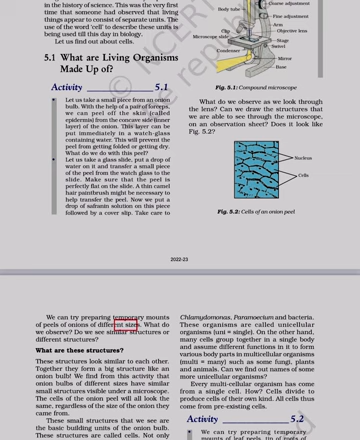 in the history of science. This was the very first
time that someone had observed that living
things appear to consist of separate units. The
use of the word 'cell' to describe these units is
being used till this day in biology.
Let us find out about cells.
5.1 What are Living Organisms
Made Up of?
Activity 5.1
Let us take a small piece from an onion
bulb. With the help of a pair of forceps,
we can peel off the skin (called
epidermis) from the concave side (inner
layer) of the onion. This layer can be
put immediately in a watch glass
containing water. This will prevent the
peel from getting folded or getting dry.
What do we do with this peel?
Let us take a glass slide, put a drop of
water on it and transfer a small piece
of the peel from the watch glass to the
slide. Make sure that the peel is
perfectly flat on the slide. A thin camel
hair paintbrush might be necessary to
help transfer the peel. Now we put a
drop of safranin solution on this piece
followed by a cover slip. Take care to
Coarse adjustment
Body tube
Fine adjustment
Arm
Clip
Objective lens
Microscope slide
Stage
Swivel
Condenser
Mirror
Base
Fig. 5.1: Compound microscope
What do we observe as we look through
the lens? Can we draw the structures that
we are able to see through the microscope,
on an observation sheet? Does it look like
Fig. 5.2?
Nucleus
Cells
Fig. 5.2: Cells of an onion peel
2022-23
We can try preparing temporary mounts
of peels of onions of different sizes. What do
we observe? Do we see similar structures or
different structures?
What are these structures?
These structures look similar to each other.
Together they form a big structure like an
onion bulb! We find from this activity that
onion bulbs of different sizes have similar
small structures visible under a microscope.
The cells of the onion peel will all look the
same, regardless of the size of the onion they
came from.
These small structures that we see are
the basic building units of the onion bulb.
These structures are called cells. Not only
Chlamydomonas, Paramoecium and bacteria.
These organisms are called unicellular
organisms (uni = single). On the other hand,
many cells group together in a single body
and assume different functions in it to form
various body parts in multicellular organisms
(multi = many) such as some fungi, plants
and animals. Can we find out names of some
more unicellular organisms?
Every multi-cellular organism has come
from a single cell. How? Cells divide to
produce cells of their own kind. All cells thus
come from pre-existing cells.
Activity 5.2
We can try preparing temporary
mounts of leaf peels, tip of roots of